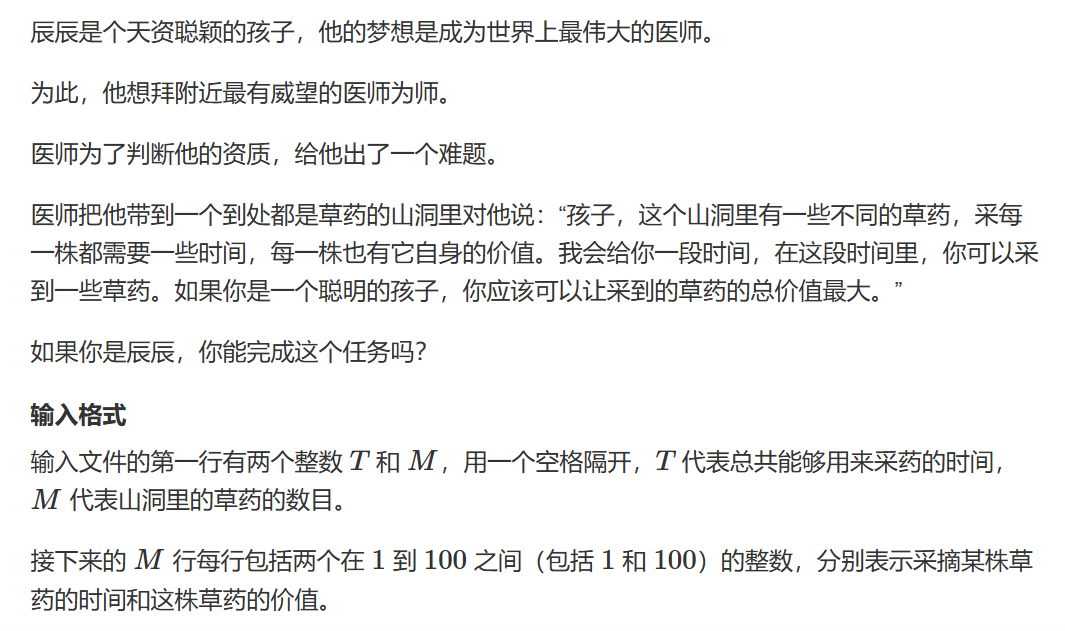 辰辰是个天资聪颖的孩子，他的梦想是成为世界上最伟大的医师。
为此，他想拜附近最有威望的医师为师。
医师为了判断他的资质，给他出了一个难题。
医师把他带到一个到处都是草药的山洞里对他说：“孩子，这个山洞里有一些不同的草药，采每
一株都需要一些时间，每一株也有它自身的价值。我会给你一段时间，在这段时间里，你可以采
到一些草药。如果你是一个聪明的孩子，你应该可以让采到的草药的总价值最大。”
如果你是辰辰，你能完成这个任务吗？
输入格式
输入文件的第一行有两个整数 T 和 M，用一个空格隔开，T 代表总共能够用来采药的时间，
M 代表山洞里的草药的数目。
接下来的 M 行每行包括两个在 1 到 100 之间（包括 1 和 100）的整数，分别表示采摘某株草
药的时间和这株草药的价值。